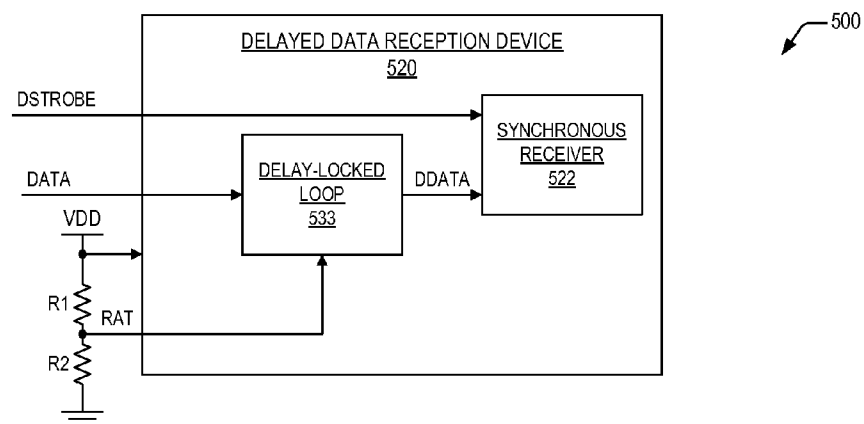 500
DELAYED DATA RECEPTION DEVICE
520
DSTROBE
SYNCHRONOUS
RECEIVER
522
DATA
DELAY-LOCKED
LOOP
533
DDATA
VDD
R1
RAT
R2